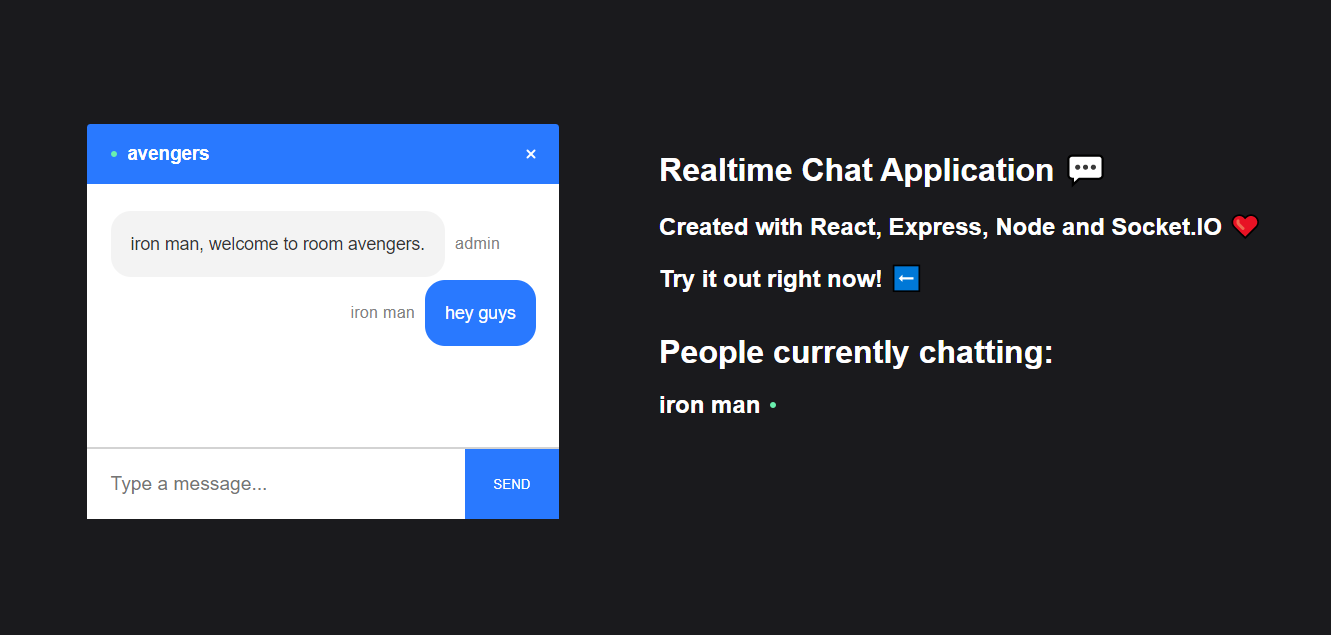 avengers
×
iron man, welcome to room avengers.
admin
iron man
hey guys
Type a message...
SEND
Realtime Chat Application 💬
Created with React, Express, Node and Socket.IO ❤️
Try it out right now! ⬅️
People currently chatting:
iron man